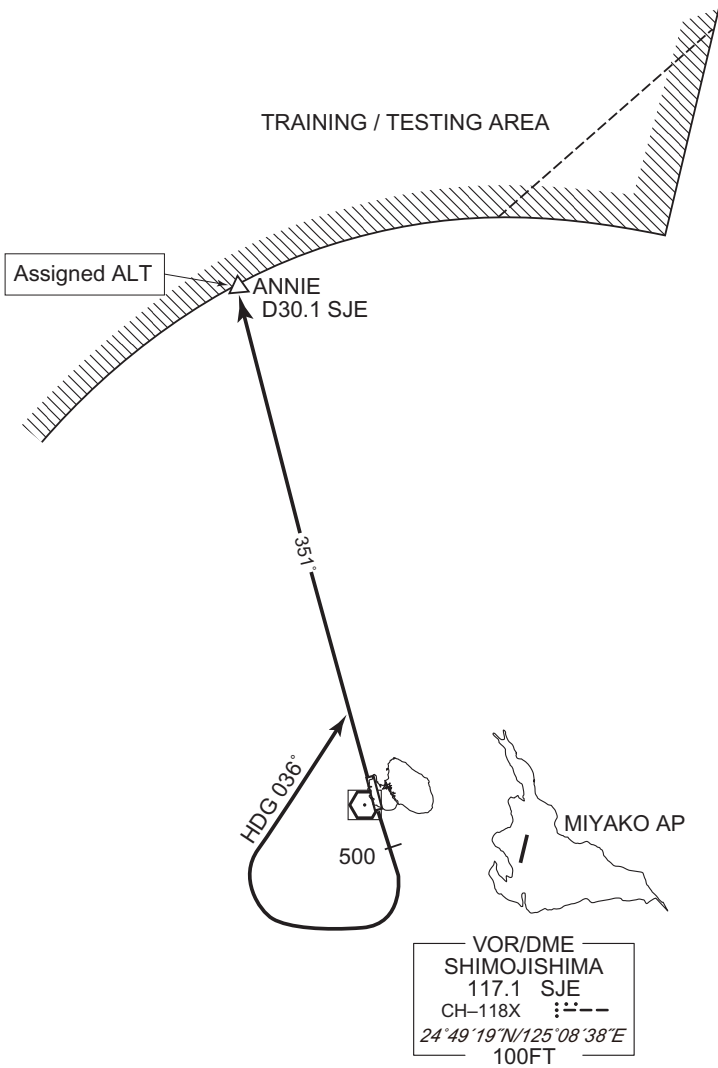 TRAINING / TESTING AREA
Assigned ALT
ANNIE
D30.1 SJE
351°
HDG 036°
500
MIYAKO AP
VOR/DME
SHIMOJISHIMA
117.1 SJE
CH–118X
24°49´19˝N/125°08´38˝E
100FT